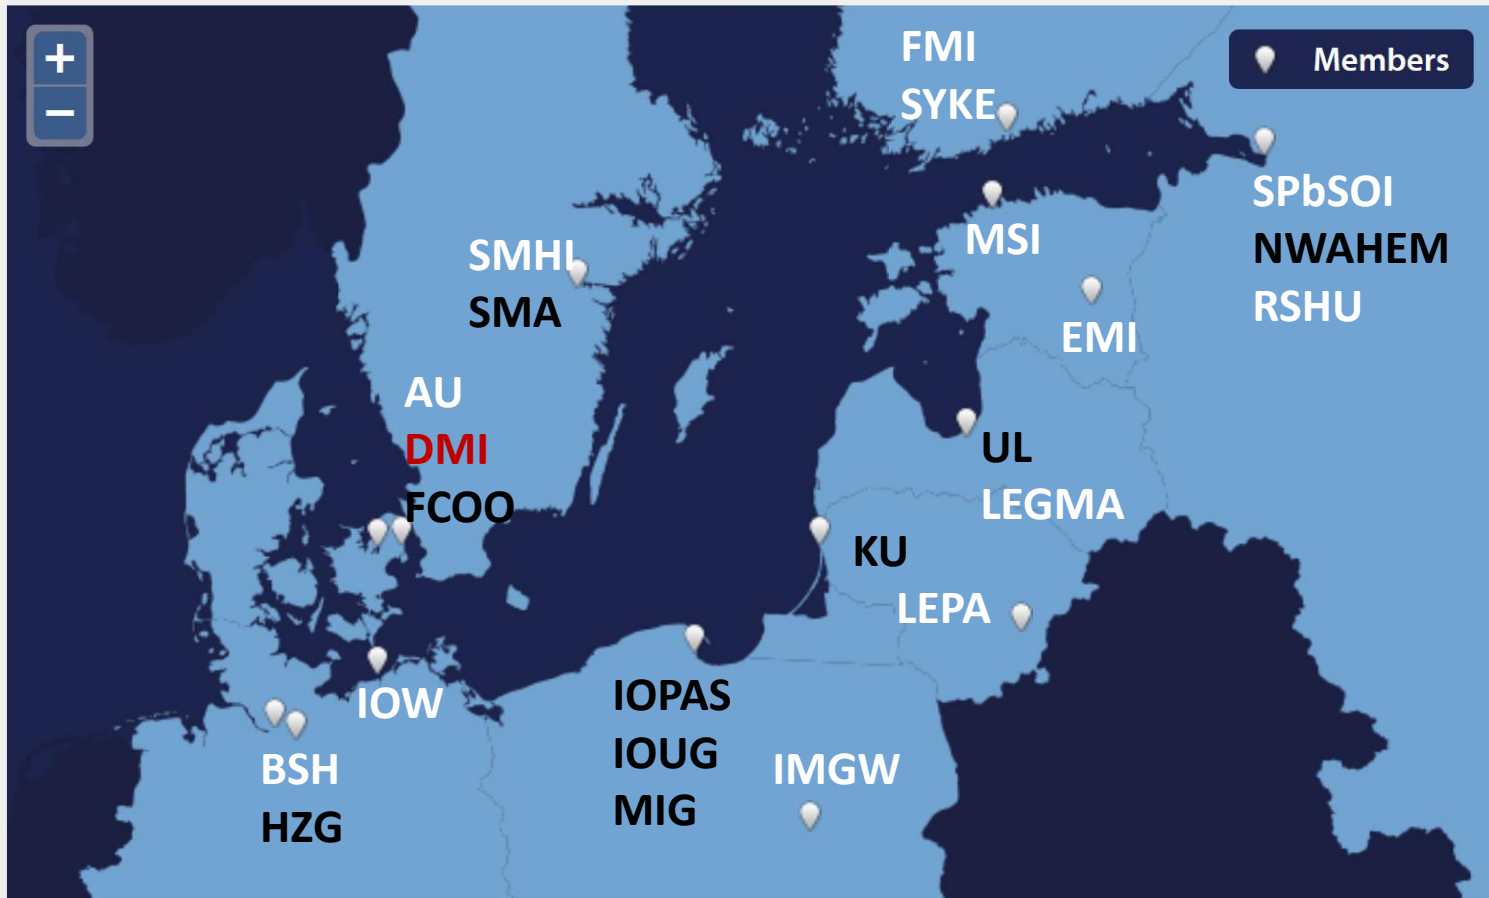 +
−
Members
FMI
SYKE
SPbSOI
NWAHEM
RSHU
MSI
EMI
SMHI
SMA
AU
DMI
FCOO
UL
LEGMA
KU
LEPA
IOW
BSH
HZG
IOPAS
IOUG
MIG
IMGW